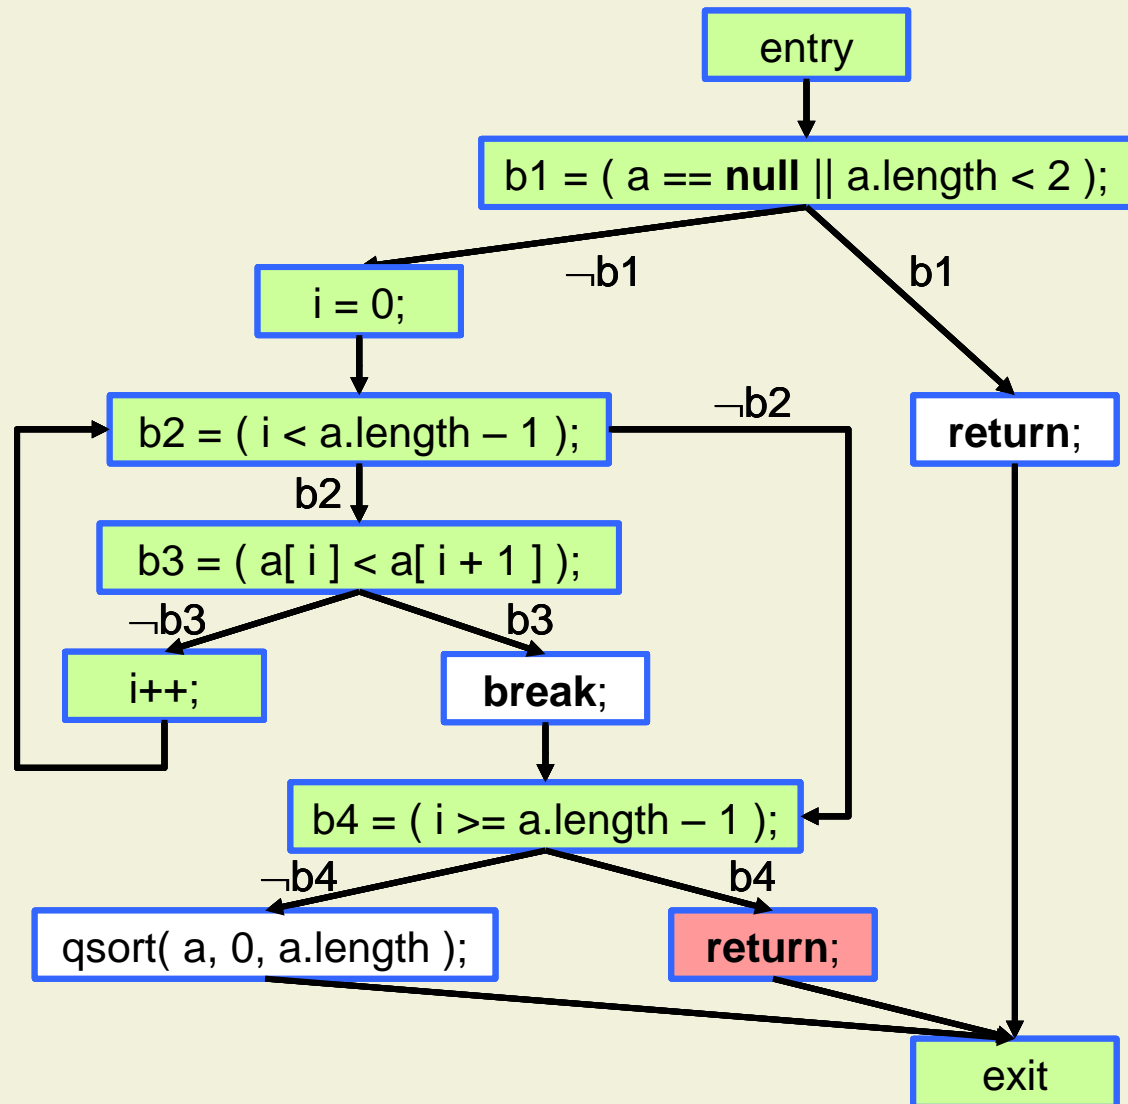 entry
b1 = ( a == null || a.length < 2 );
¬b1
b1
i = 0;
¬b2
b2 = ( i < a.length – 1 );
return;
b2
b3 = ( a[ i ] < a[ i + 1 ] );
¬b3
b3
i++;
break;
b4 = ( i >= a.length – 1 );
¬b4
b4
qsort( a, 0, a.length );
return;
exit